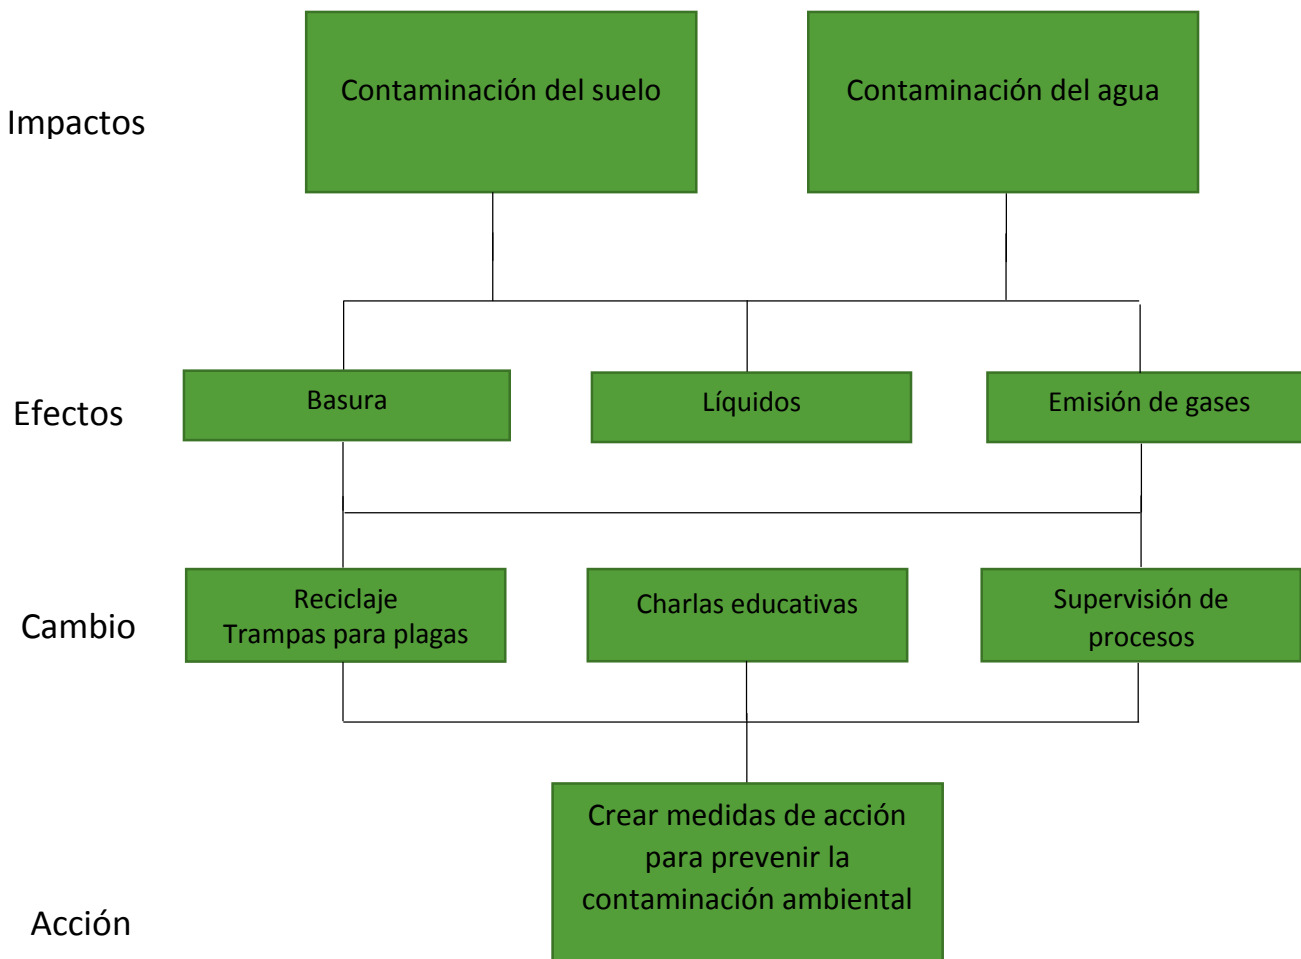 Impactos
Contaminación del suelo
Contaminación del agua
Efectos
Basura
Líquidos
Emisión de gases
Cambio
Reciclaje
Trampas para plagas
Charlas educativas
Supervisión de
procesos
Acción
Crear medidas de acción
para prevenir la
contaminación ambiental